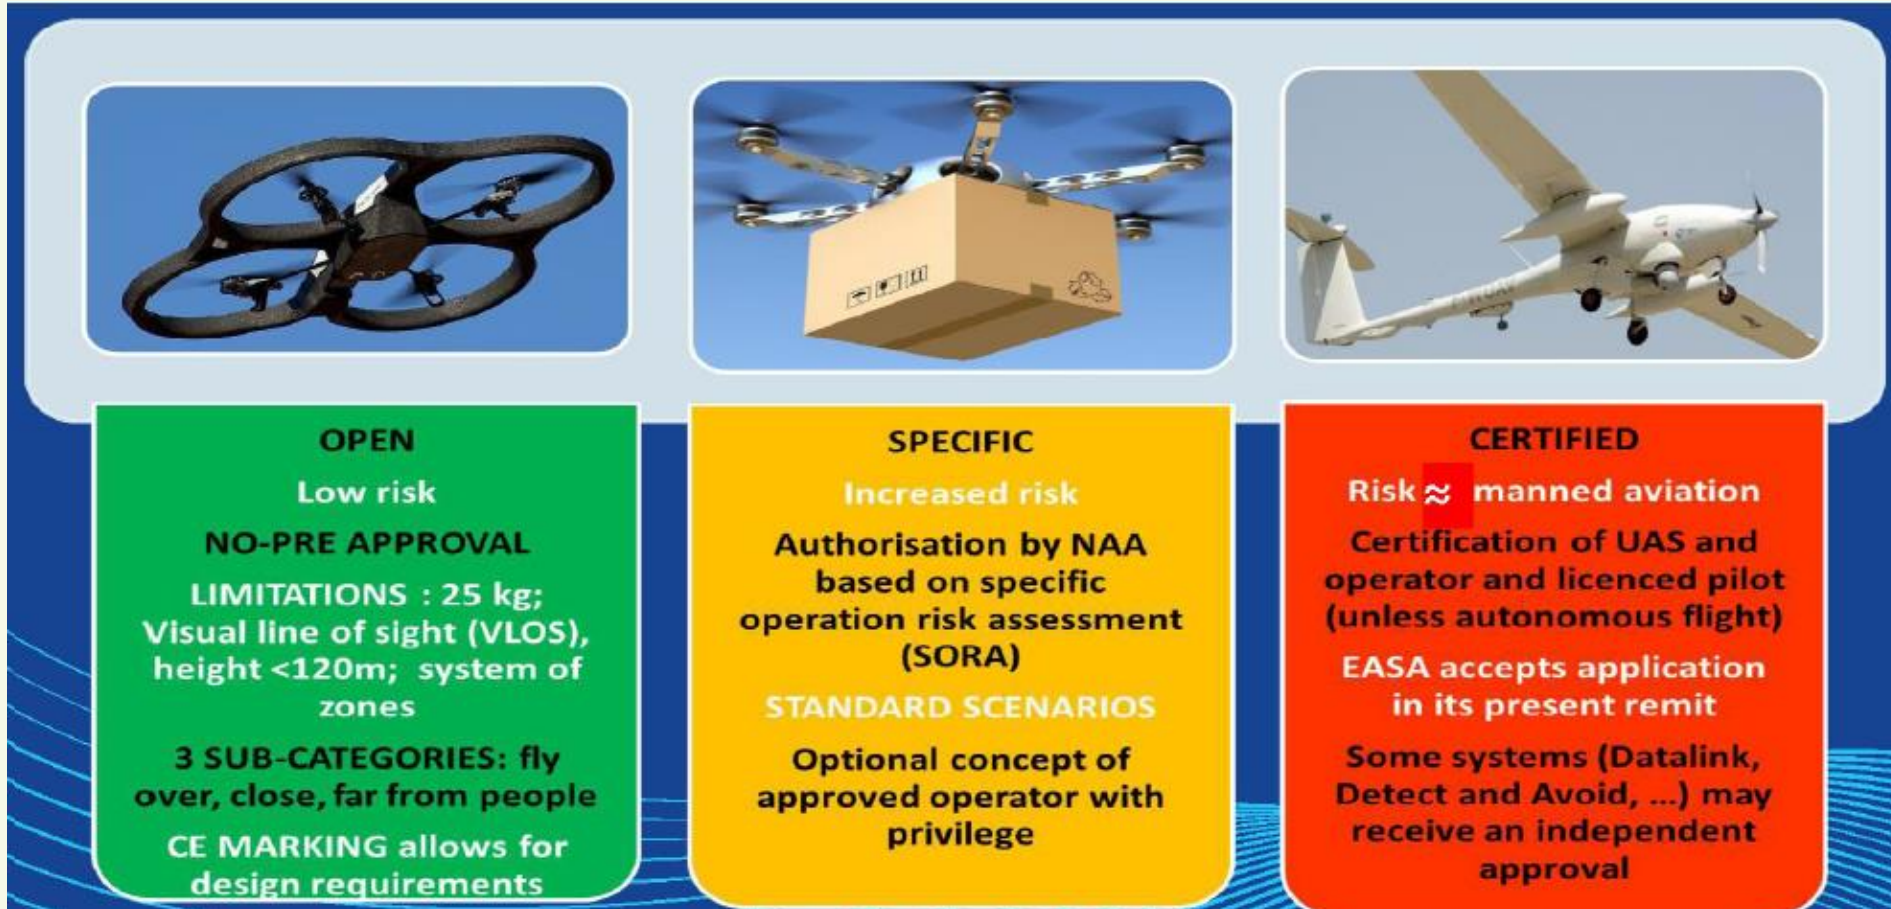 OPEN
Low risk
NO-PRE APPROVAL
LIMITATIONS : 25 kg;
Visual line of sight (VLOS),
height <120m; system of
zones
3 SUB-CATEGORIES: fly
over, close, far from people
CE MARKING allows for
design requirements
SPECIFIC
Increased risk
Authorisation by NAA
based on specific
operation risk assessment
(SORA)
STANDARD SCENARIOS
Optional concept of
approved operator with
privilege
CERTIFIED
Risk ≈ manned aviation
Certification of UAS and
operator and licenced pilot
(unless autonomous flight)
EASA accepts application
in its present remit
Some systems (Datalink,
Detect and Avoid, ...) may
receive an independent
approval